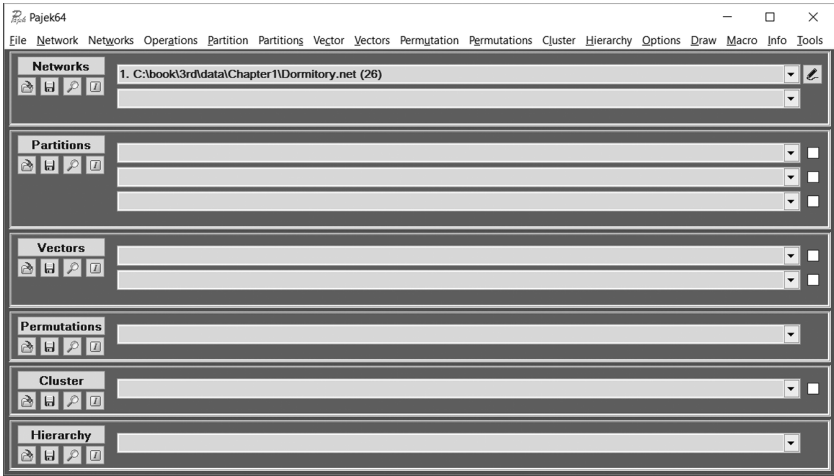 Pajek64
File Network Networks Operations Partition Partitions Vector Vectors Permutation Permutations Cluster Hierarchy Options Draw Macro Info Tools
Networks
1. C:\book\3rd\data\Chapter1\Dormitory.net (26)
Partitions
Vectors
Permutations
Cluster
Hierarchy